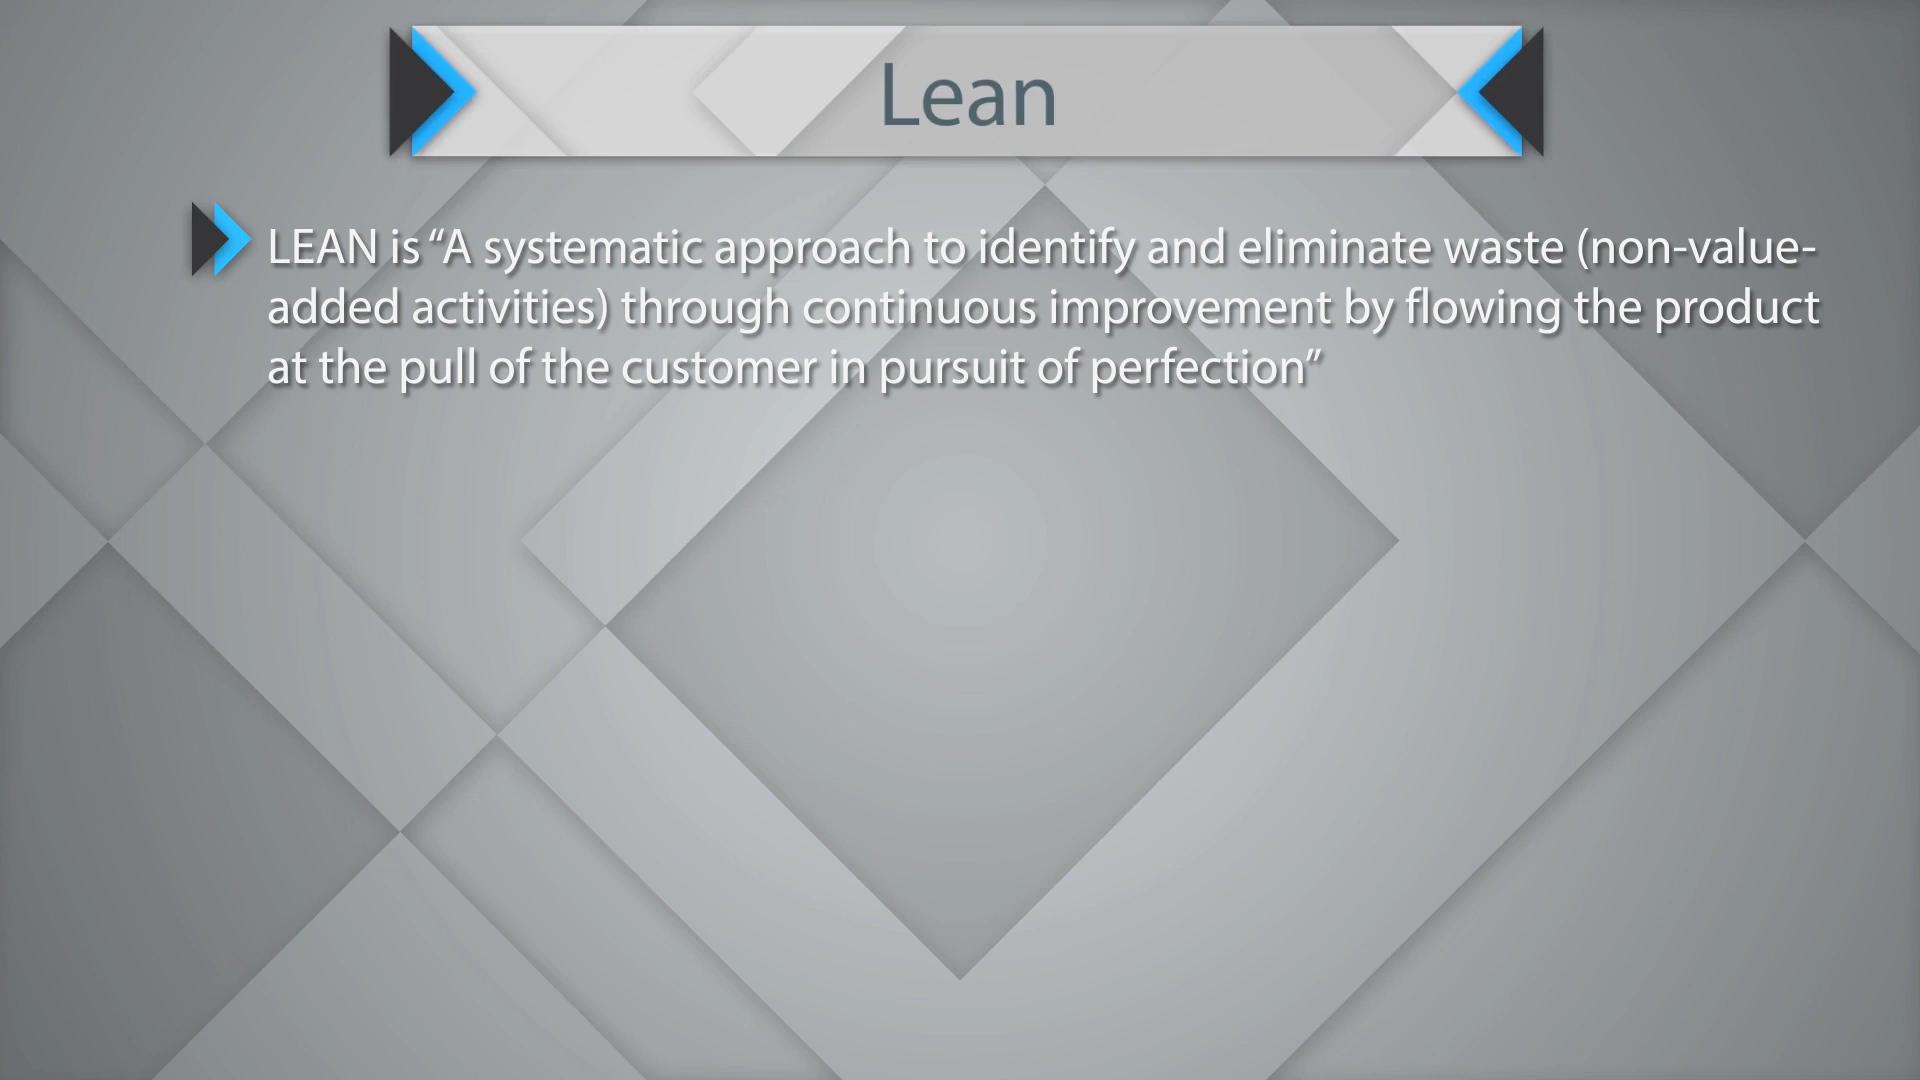 Lean
LEAN is “A systematic approach to identify and eliminate waste (non-value-
added activities) through continuous improvement by flowing the product
at the pull of the customer in pursuit of perfection”